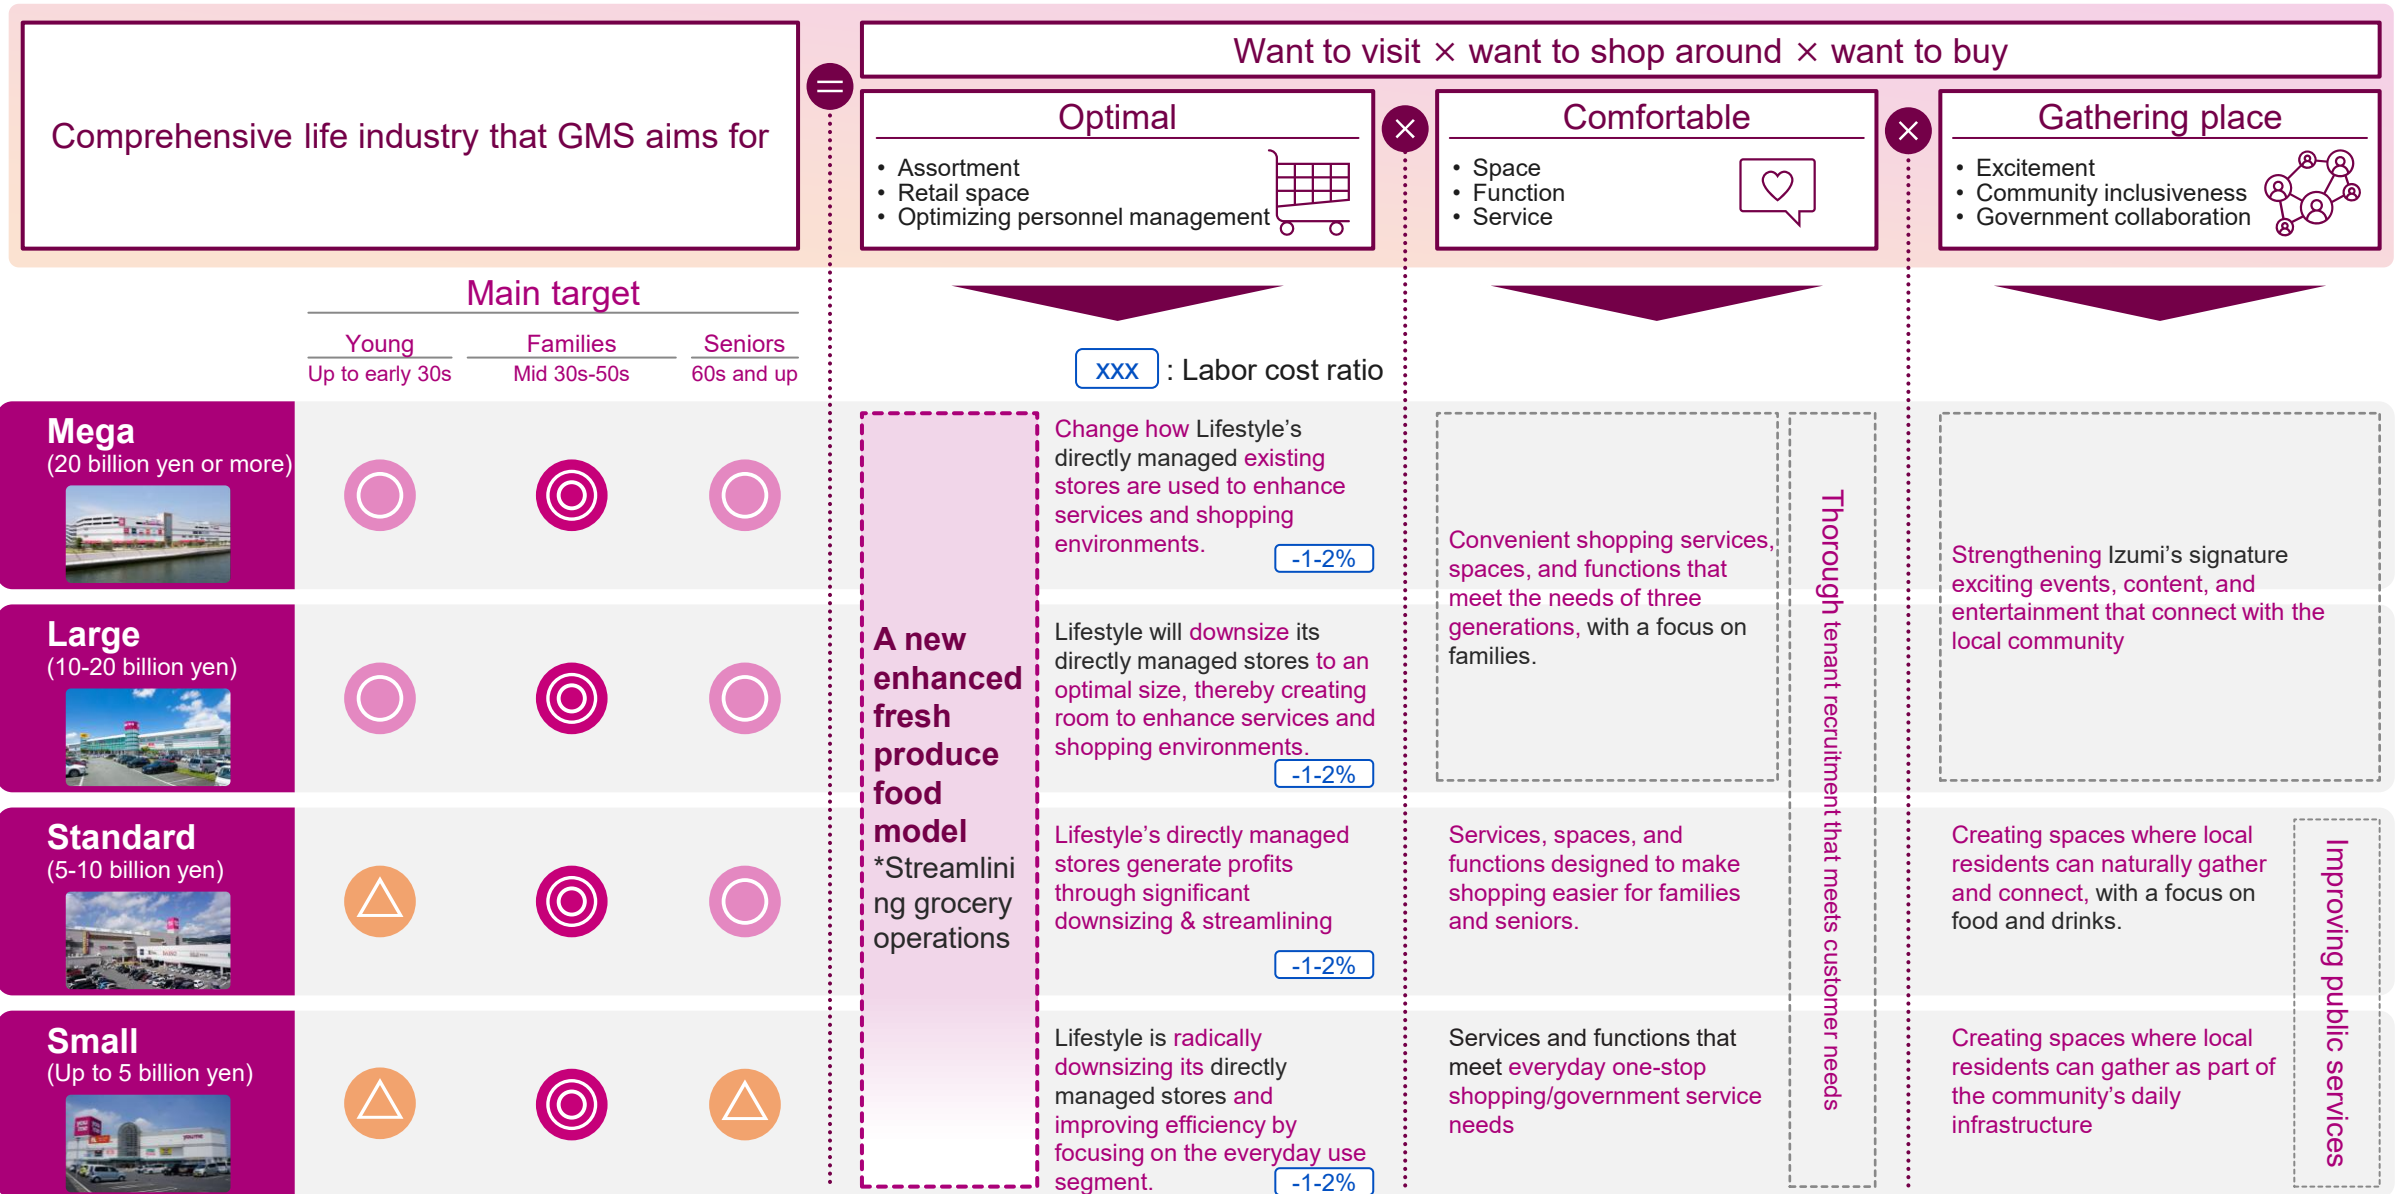 Comprehensive life industry that GMS aims for
=
Want to visit × want to shop around × want to buy
Optimal
• Assortment
• Retail space
• Optimizing personnel management
×
Comfortable
• Space
• Function
• Service
×
Gathering place
• Excitement
• Community inclusiveness
• Government collaboration
Main target
Young
Up to early 30s
Families
Mid 30s-50s
Seniors
60s and up
xxx : Labor cost ratio
Mega
(20 billion yen or more)
Large
(10-20 billion yen)
Standard
(5-10 billion yen)
Small
(Up to 5 billion yen)
A new
enhanced
fresh
produce
food
model
*Streamlini
ng grocery
operations
Change how Lifestyle’s
directly managed existing
stores are used to enhance
services and shopping
environments.
-1-2%
Lifestyle will downsize its
directly managed stores to an
optimal size, thereby creating
room to enhance services and
shopping environments.
-1-2%
Lifestyle’s directly managed
stores generate profits
through significant
downsizing & streamlining
-1-2%
Lifestyle is radically
downsizing its directly
managed stores and
improving efficiency by
focusing on the everyday use
segment.
-1-2%
Convenient shopping services,
spaces, and functions that
meet the needs of three
generations, with a focus on
families.
Services, spaces, and
functions designed to make
shopping easier for families
and seniors.
Services and functions that
meet everyday one-stop
shopping/government service
needs
Thorough tenant recruitment that meets customer needs
Strengthening Izumi’s signature
exciting events, content, and
entertainment that connect with the
local community
Creating spaces where local
residents can naturally gather
and connect, with a focus on
food and drinks.
Creating spaces where local
residents can gather as part of
the community’s daily
infrastructure
Improving public services